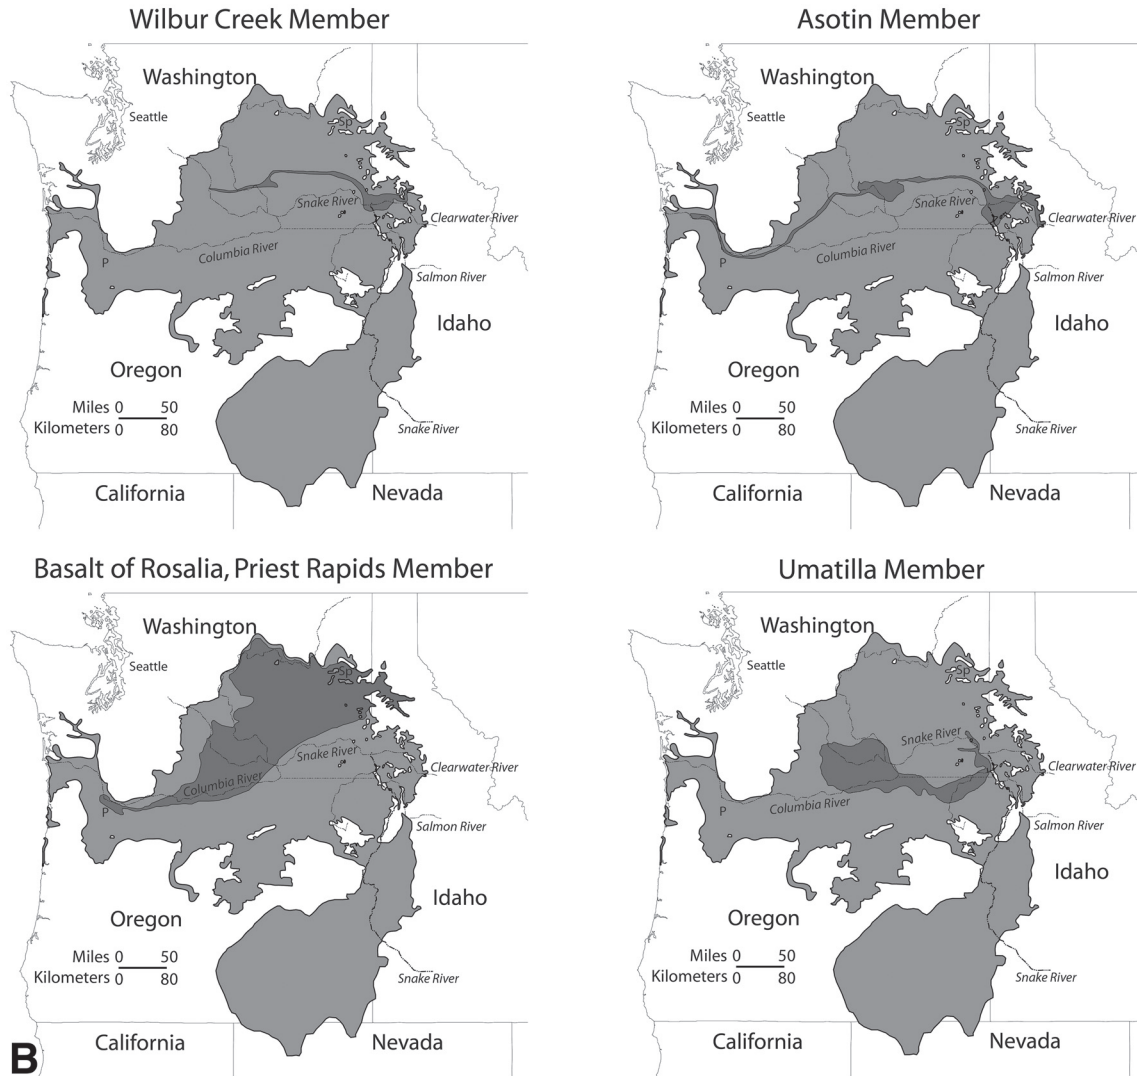 Wilbur Creek Member
Washington
Seattle
Sp
Snake River
Clearwater River
Columbia River
P
Salmon River
Idaho
Oregon
Miles 0 50
Kilometers 0 80
Snake River
California
Nevada
Asotin Member
Washington
Seattle
Sp
Snake River
Clearwater River
Columbia River
P
Salmon River
Idaho
Oregon
Miles 0 50
Kilometers 0 80
Snake River
California
Nevada
Basalt of Rosalia, Priest Rapids Member
Washington
Seattle
Sp
Snake River
Clearwater River
Columbia River
P
Salmon River
Idaho
Oregon
Miles 0 50
Kilometers 0 80
Snake River
California
Nevada
Umatilla Member
Washington
Seattle
Sp
Snake River
Clearwater River
Columbia River
P
Salmon River
Idaho
Oregon
Miles 0 50
Kilometers 0 80
Snake River
California
Nevada
B